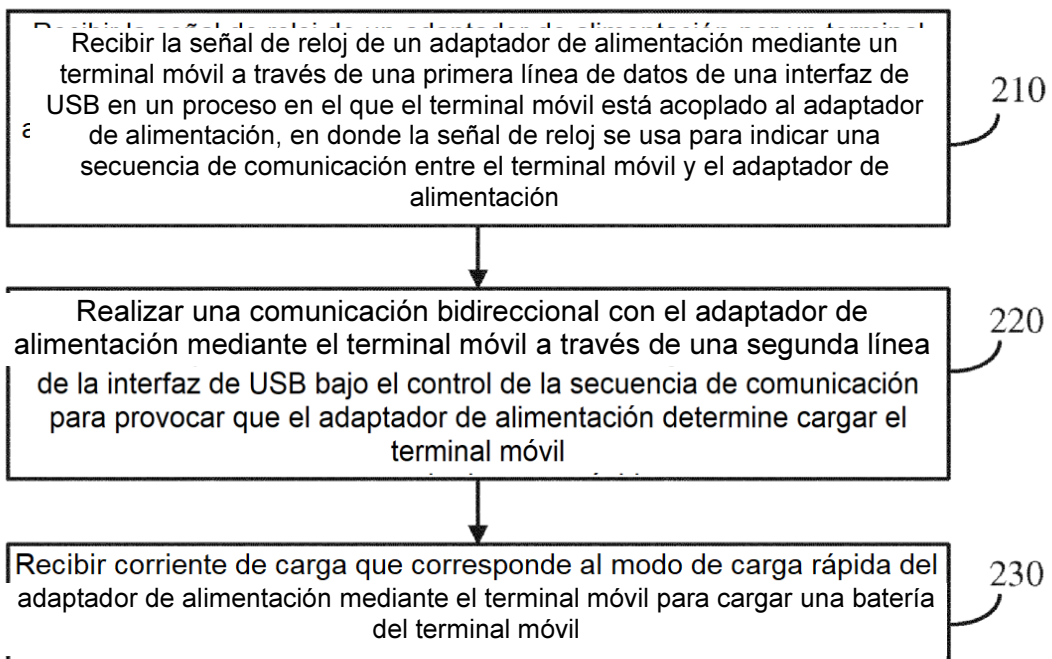 Recibir la señal de reloj de un adaptador de alimentación mediante un
terminal móvil a través de una primera línea de datos de una interfaz de
USB en un proceso en el que el terminal móvil está acoplado al adaptador
de alimentación, en donde la señal de reloj se usa para indicar una
secuencia de comunicación entre el terminal móvil y el adaptador de
alimentación
210
Realizar una comunicación bidireccional con el adaptador de
alimentación mediante el terminal móvil a través de una segunda línea
de la interfaz de USB bajo el control de la secuencia de comunicación
para provocar que el adaptador de alimentación determine cargar el
terminal móvil
220
Recibir corriente de carga que corresponde al modo de carga rápida del
adaptador de alimentación mediante el terminal móvil para cargar una batería
del terminal móvil
230